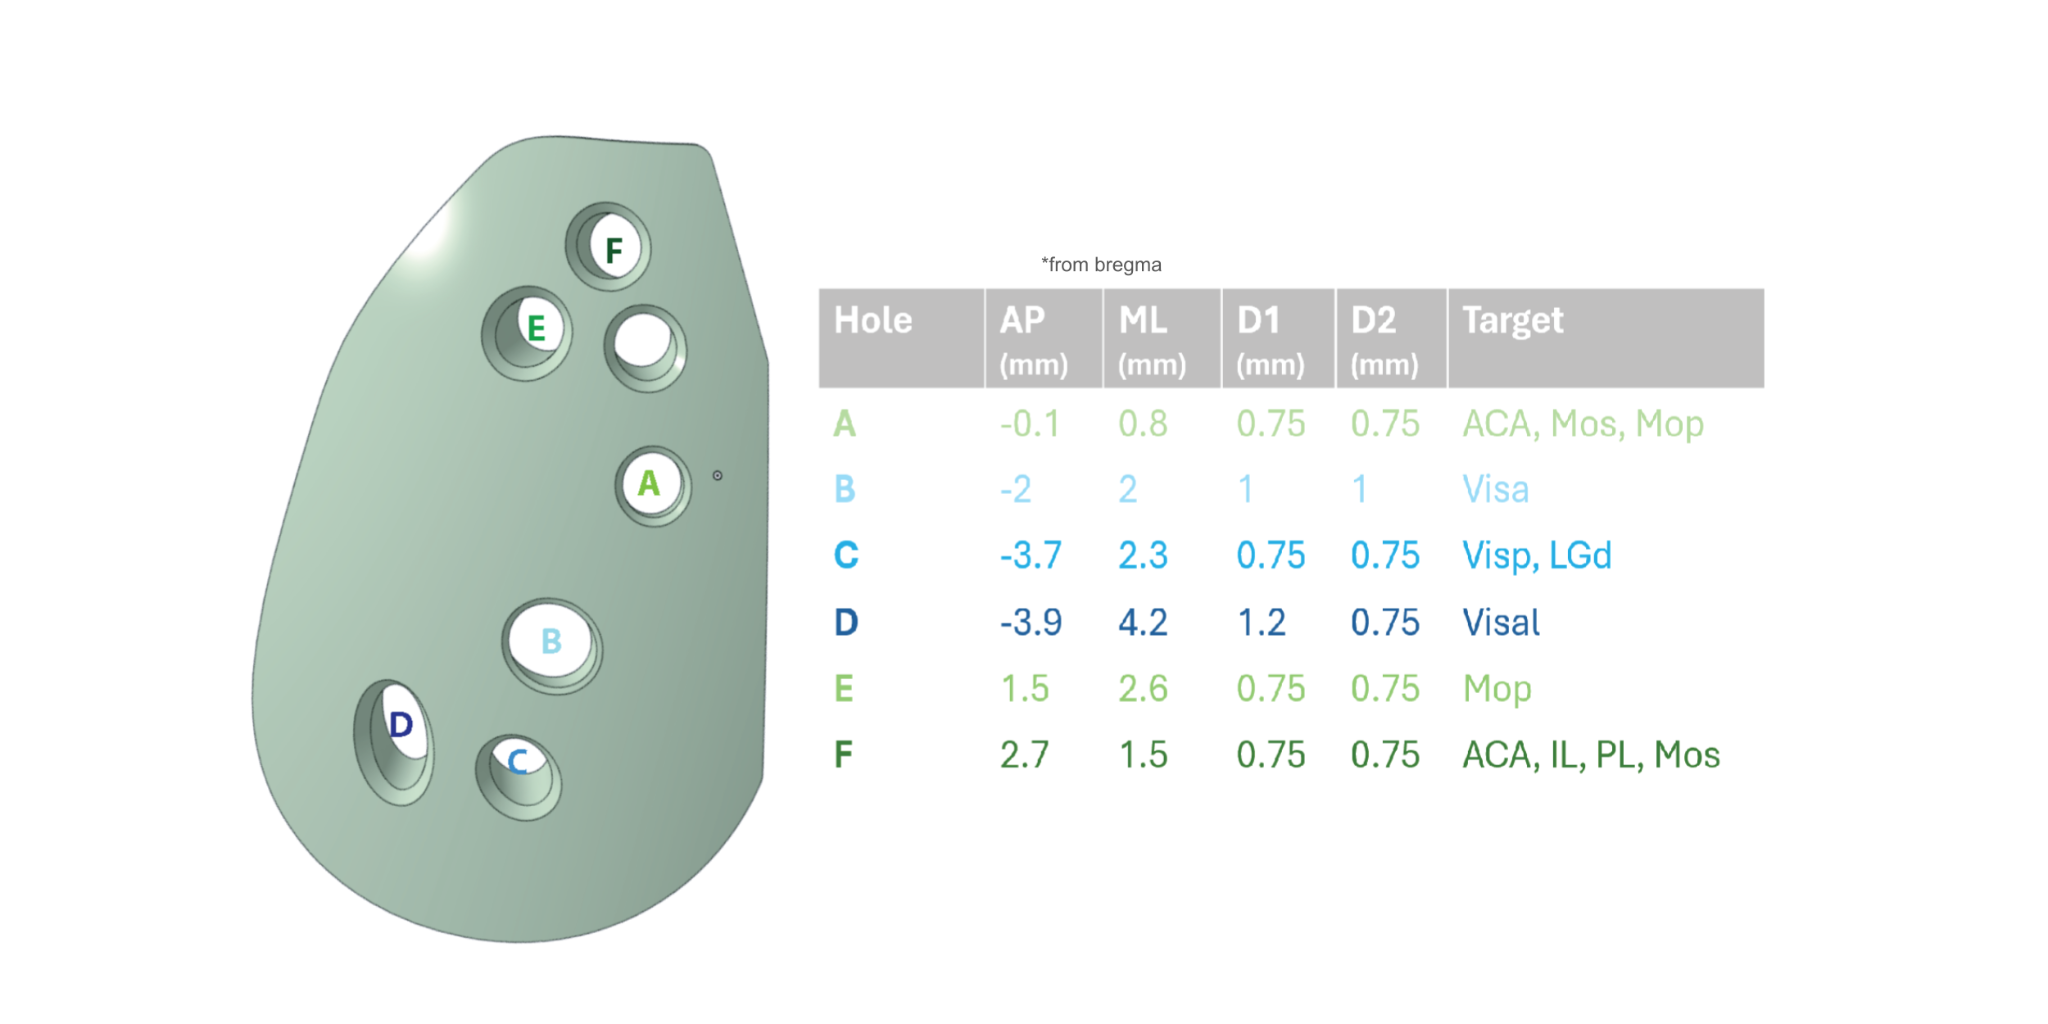 F
E
A
B
D
C
*from bregma
Hole AP (mm) ML (mm) D1 (mm) D2 (mm) Target
A -0.1 0.8 0.75 0.75 ACA, Mos, Mop
B -2 2 1 1 Visa
C -3.7 2.3 0.75 0.75 Visp, LGd
D -3.9 4.2 1.2 0.75 Visal
E 1.5 2.6 0.75 0.75 Mop
F 2.7 1.5 0.75 0.75 ACA, IL, PL, Mos